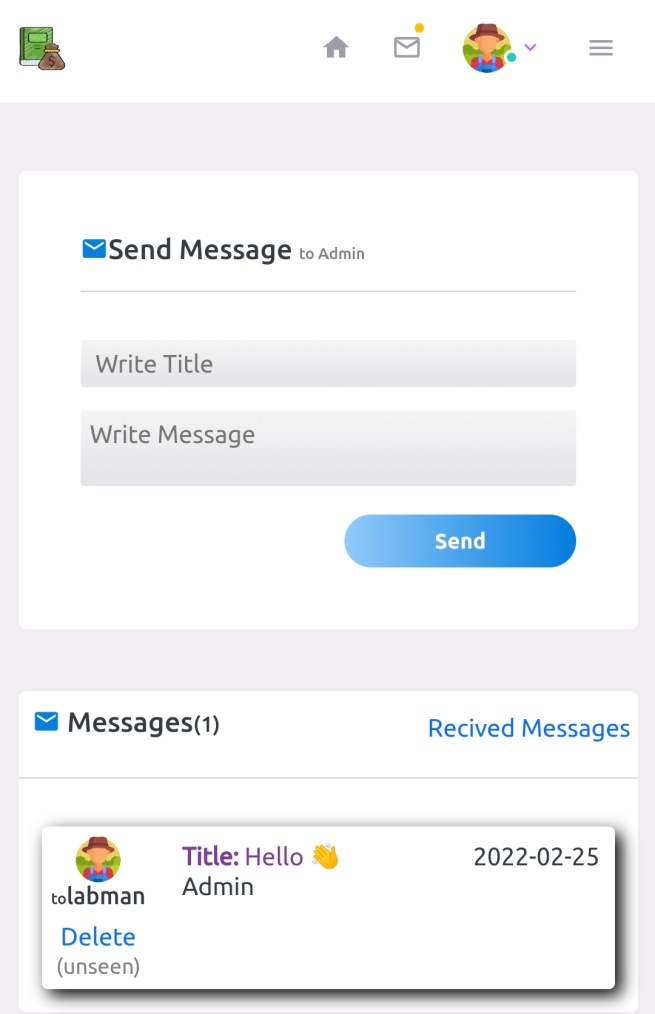 Send Message to Admin
Write Title
Write Message
Send
Messages(1)
Recived Messages
Title: Hello 👋
2022-02-25
Admin
tolabman
Delete
(unseen)